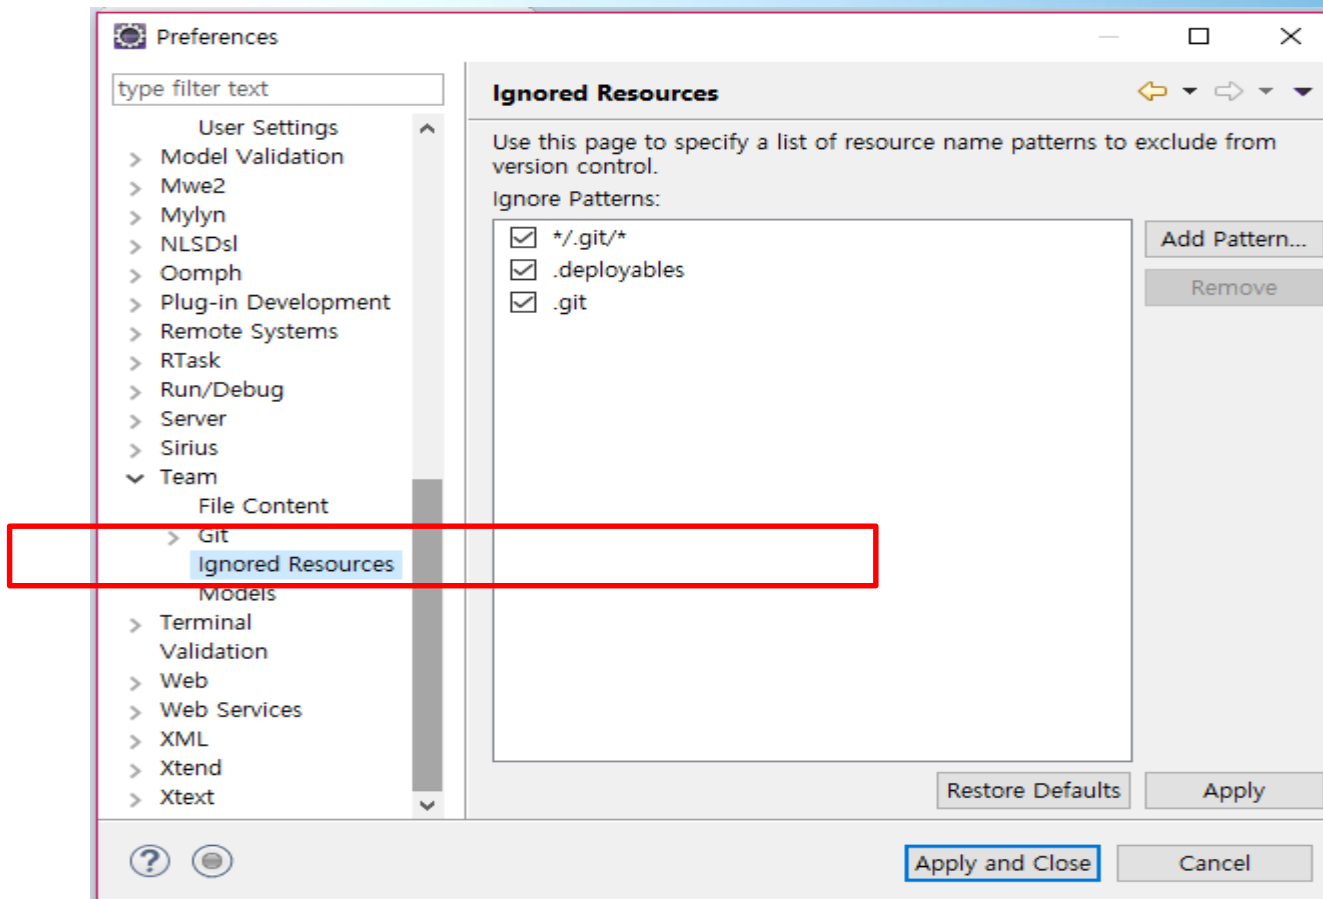 Preferences
type filter text
User Settings
Model Validation
Mwe2
Mylyn
NLSDsl
Oomph
Plug-in Development
Remote Systems
RTask
Run/Debug
Server
Sirius
Team
File Content
Git
Ignored Resources
Models
Terminal
Validation
Web
Web Services
XML
Xtend
Xtext
Ignored Resources
Use this page to specify a list of resource name patterns to exclude from
version control.
Ignore Patterns:
*/.git/*
.deployables
.git
Add Pattern...
Remove
Restore Defaults
Apply
Apply and Close
Cancel